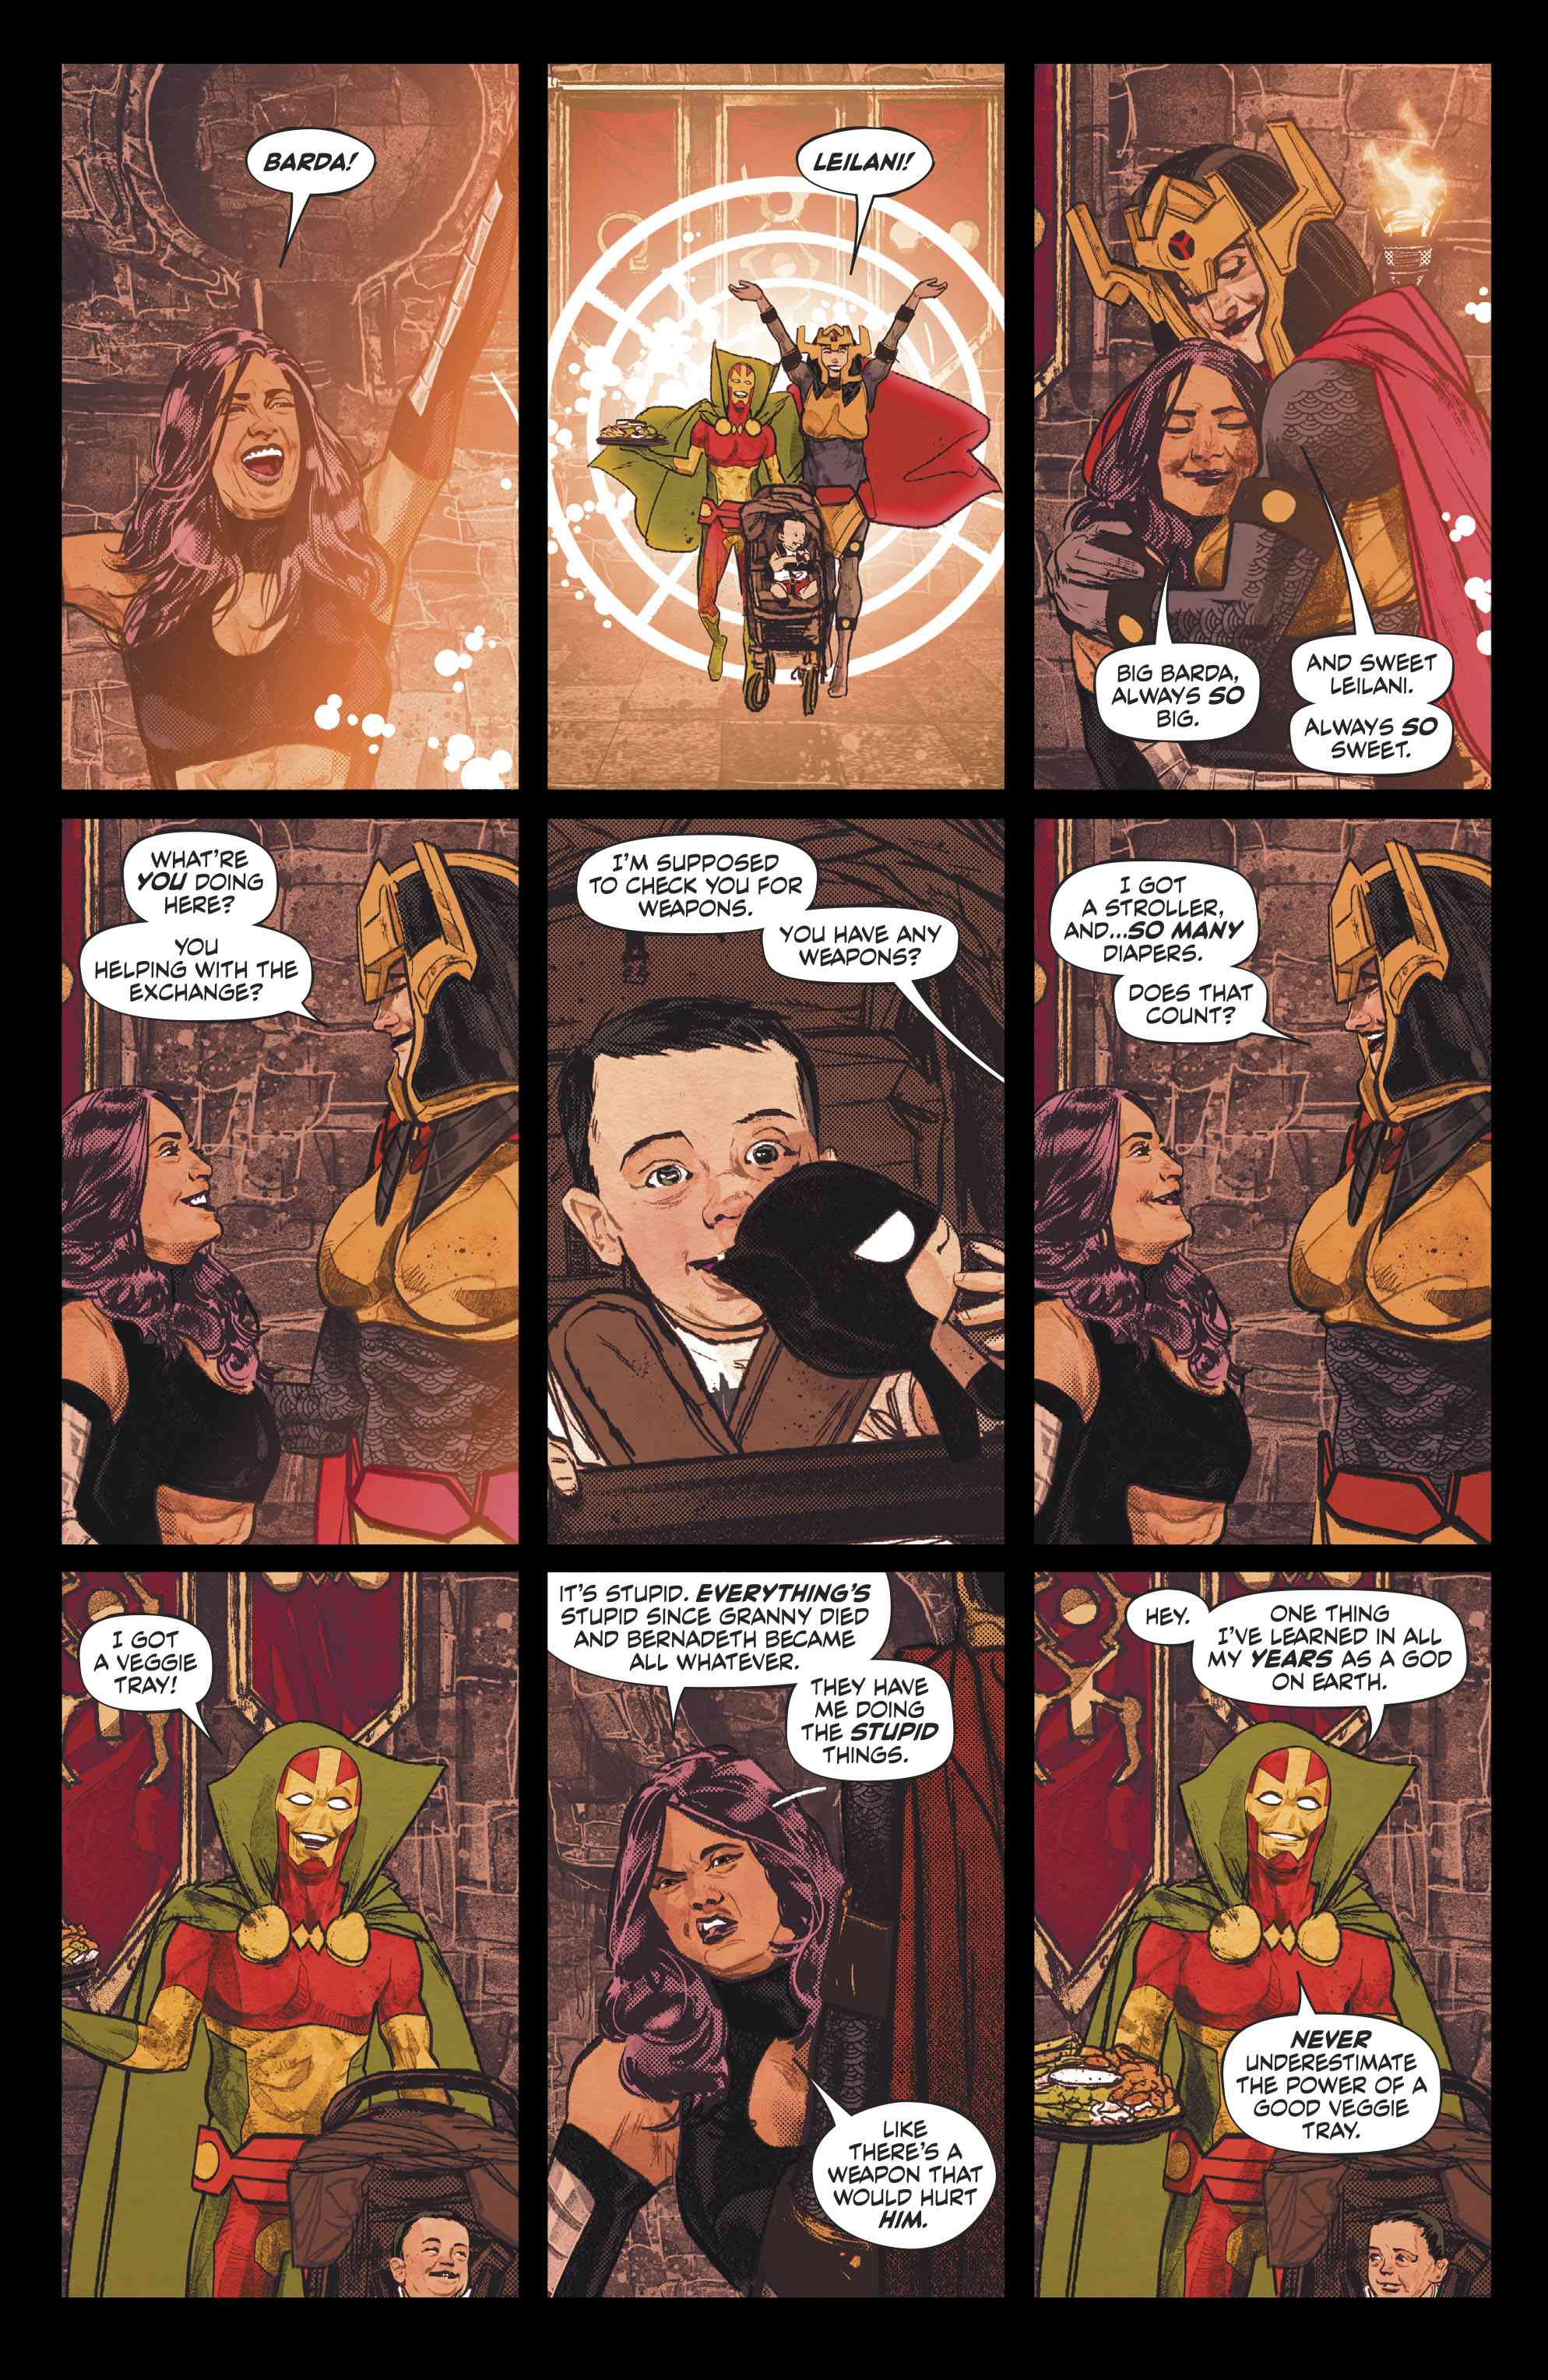 BARDA!
LEILANI!
BIG BARDA,
ALWAYS SO
BIG.
AND SWEET
LEILANI.
ALWAYS SO
SWEET.
WHAT'RE
YOU DOING
HERE?
YOU
HELPING WITH THE
EXCHANGE?
I'M SUPPOSED
TO CHECK YOU FOR
WEAPONS.
YOU HAVE ANY
WEAPONS?
I GOT
A STROLLER,
AND...SO MANY
DIAPERS.
DOES THAT
COUNT?
I GOT
A VEGGIE
TRAY!
IT'S STUPID. EVERYTHING'S
STUPID SINCE GRANNY DIED
AND BERNADETH BECAME
ALL WHATEVER.
THEY HAVE
ME DOING
THE STUPID
THINGS.
LIKE
THERE'S A
WEAPON THAT
WOULD HURT
HIM.
HEY.
ONE THING
I'VE LEARNED IN ALL
MY YEARS AS A GOD
ON EARTH.
NEVER
UNDERESTIMATE
THE POWER OF A
GOOD VEGGIE
TRAY.